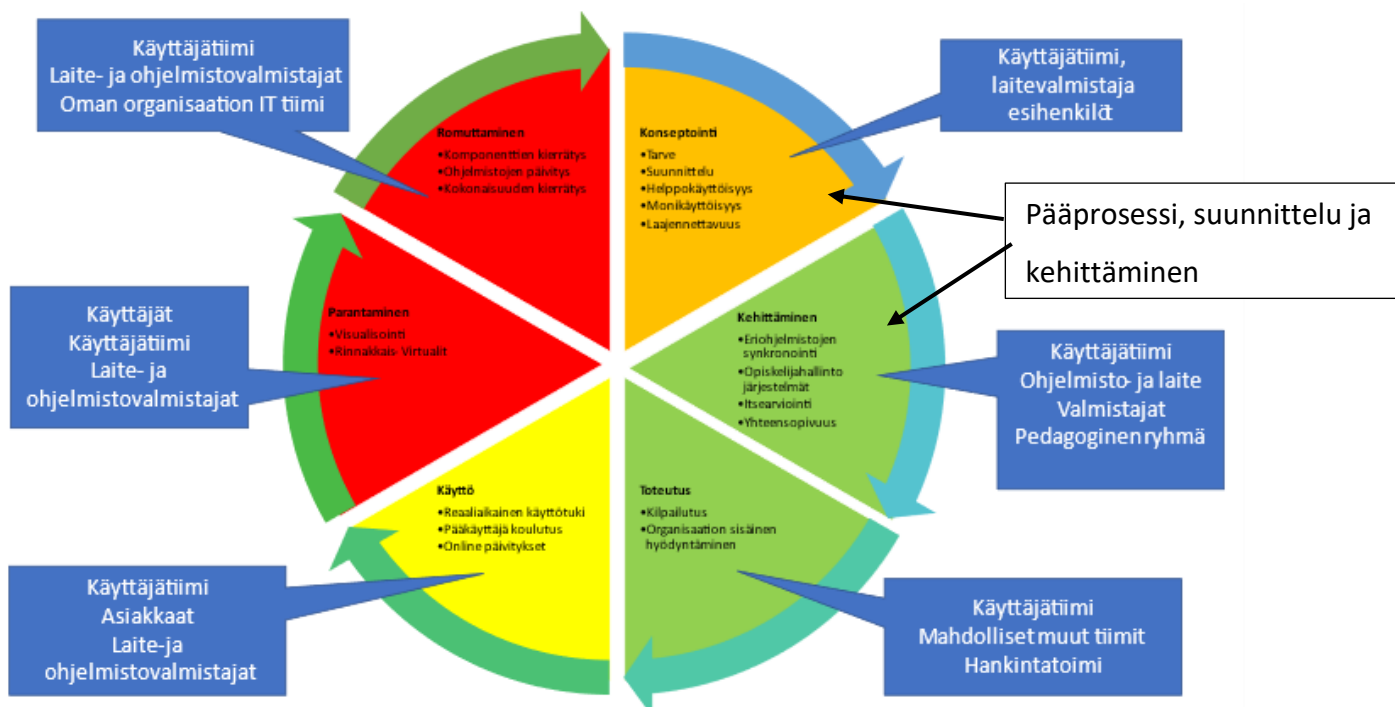 Käyttäjätiimi
Laite- ja ohjelmistovalmistajat
Oman organisaation IT tiimi
Käyttäjätiimi,
laitevalmistaja
esihenkilöt
Romuttaminen
•Komponenttien kierrätys
•Ohjelmistojen päivitys
•Kokonaisuuden kierrätys
Konseptointi
•Tarve
•Suunnittelu
•Helppokäyttöisyys
•Monikäyttöisyys
•Laajennettavuus
Pääprosessi, suunnittelu ja
kehittäminen
Käyttäjät
Käyttäjätiimi
Laite- ja
ohjelmistovalmistajat
Parantaminen
•Visualisointi
•Rinnakkais- Virtualit
Kehittäminen
•Eriohjelmistojen
synkronointi
•Opiskelijahallinto
järjestelmät
•Itsearviointi
•Yhteensopivuus
Käyttäjätiimi
Ohjelmisto- ja laite
Valmistajat
Pedagoginen ryhmä
Käyttö
•Reaaliaikainen käyttötuki
•Pääkäyttäjä koulutus
•Online päivitykset
Toteutus
•Kilpailutus
•Organisaation sisäinen
hyödyntäminen
Käyttäjätiimi
Asiakkaat
Laite-ja
ohjelmistovalmistajat
Käyttäjätiimi
Mahdolliset muut tiimit
Hankintatoimi